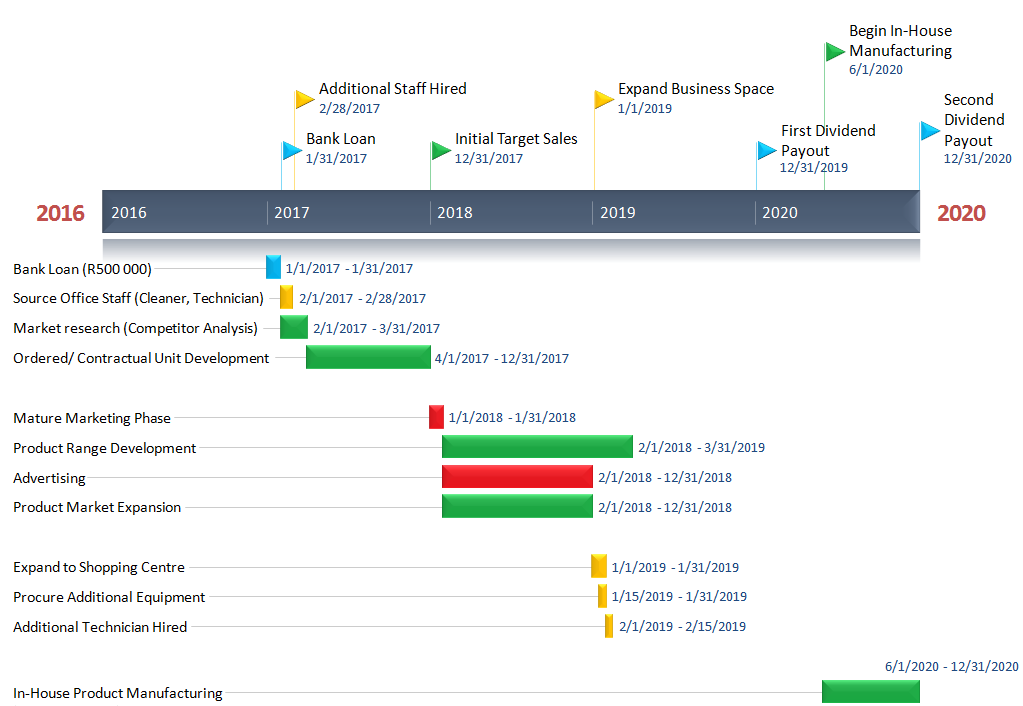 Begin In-House
Manufacturing
6/1/2020
Additional Staff Hired
2/28/2017
Expand Business Space
1/1/2019
Second
Dividend
Payout
12/31/2020
Bank Loan
1/31/2017
Initial Target Sales
12/31/2017
First Dividend
Payout
12/31/2019
2016 2016 2017 2018 2019 2020 2020
Bank Loan (R500 000) 1/1/2017 - 1/31/2017
Source Office Staff (Cleaner, Technician) 2/1/2017 - 2/28/2017
Market research (Competitor Analysis) 2/1/2017 - 3/31/2017
Ordered/ Contractual Unit Development 4/1/2017 - 12/31/2017
Mature Marketing Phase 1/1/2018 - 1/31/2018
Product Range Development 2/1/2018 - 3/31/2019
Advertising 2/1/2018 - 12/31/2018
Product Market Expansion 2/1/2018 - 12/31/2018
Expand to Shopping Centre 1/1/2019 - 1/31/2019
Procure Additional Equipment 1/15/2019 - 1/31/2019
Additional Technician Hired 2/1/2019 - 2/15/2019
6/1/2020 - 12/31/2020
In-House Product Manufacturing